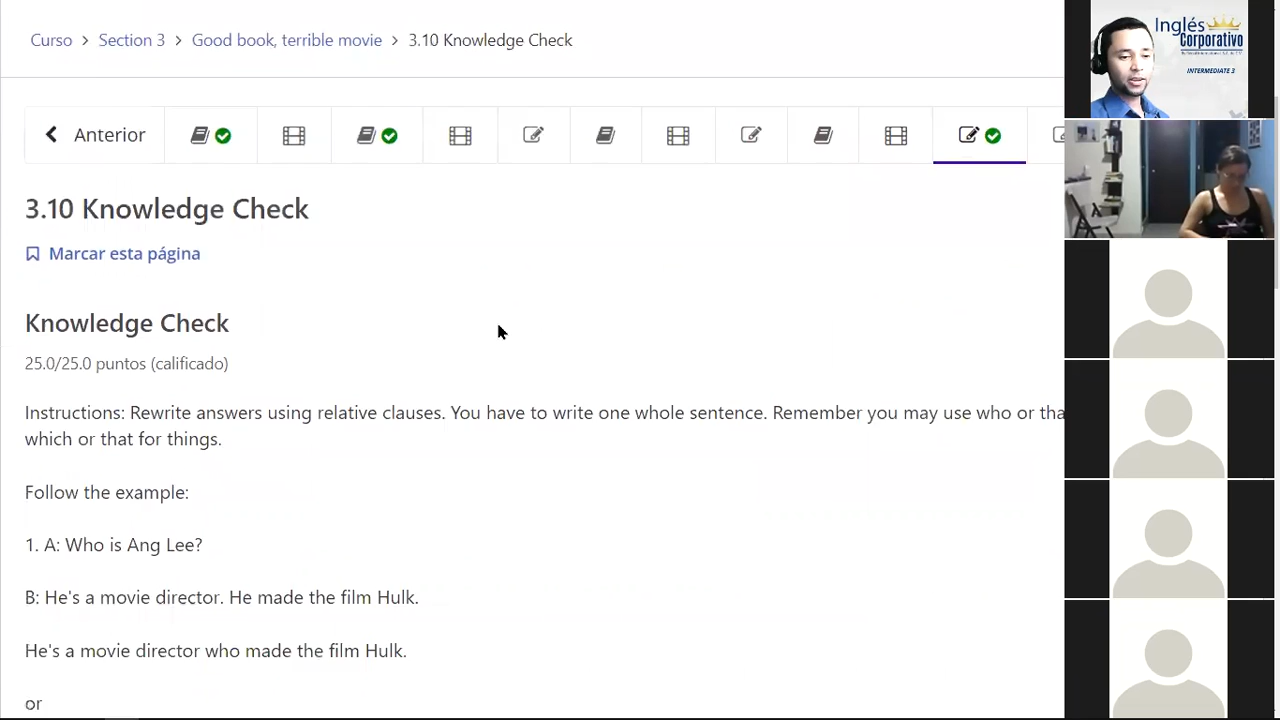 Curso > Section 3 > Good book, terrible movie > 3.10 Knowledge Check
Inglés
Corporativo
INTERMEDIATE 3
Anterior
3.10 Knowledge Check
Marcar esta página
Knowledge Check
25.0/25.0 puntos (calificado)
Instructions: Rewrite answers using relative clauses. You have to write one whole sentence. Remember you may use who or tha
which or that for things.
Follow the example:
1. A: Who is Ang Lee?
B: He's a movie director. He made the film Hulk.
He's a movie director who made the film Hulk.
or